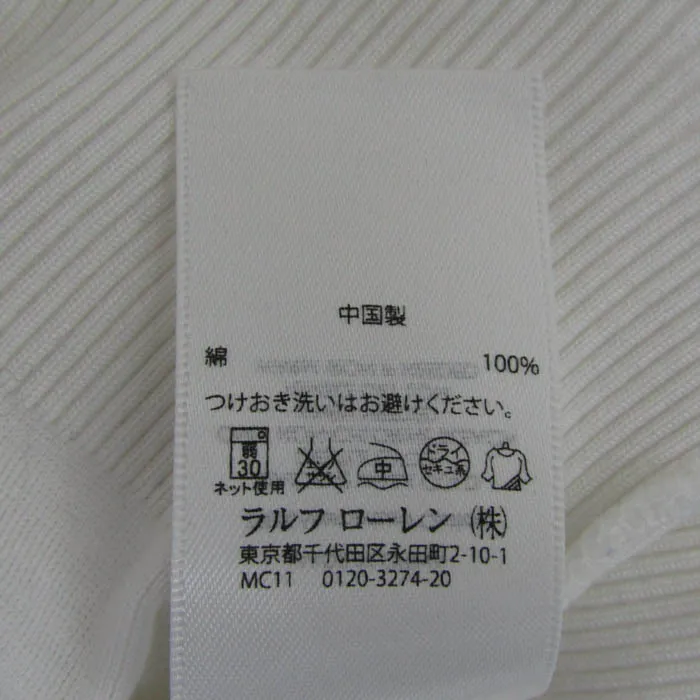 中国製
綿 100%
つけおき洗いはお避けください。
弱 中 ドライ
30 セキユ系
ネット使用
ラルフ ローレン (株)
東京都千代田区永田町2-10-1
MC11 0120-3274-20